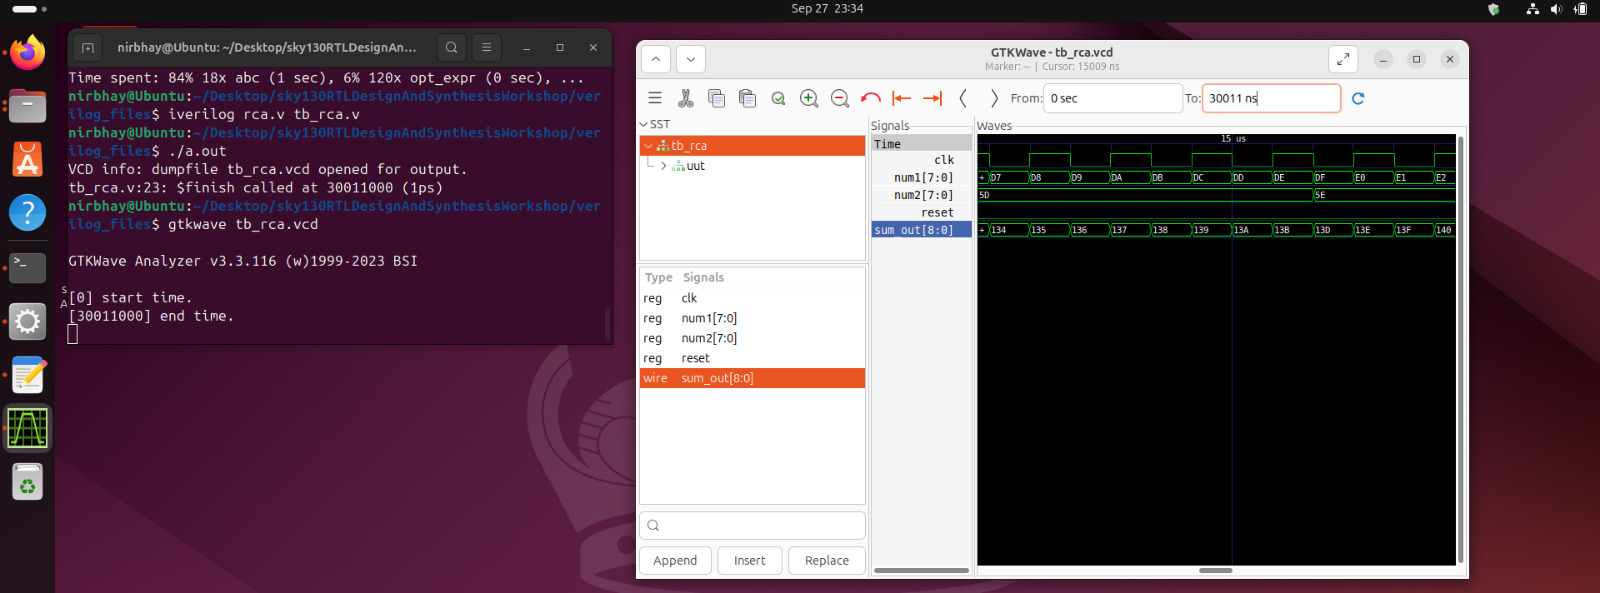 Sep 27 23:34
nirbhay@Ubuntu: ~/Desktop/sky130RTLDesignAn...
Time spent: 84% 18x abc (1 sec), 6% 120x opt_expr (0 sec), ...
nirbhay@Ubuntu:~/Desktop/sky130RTLDesignAndSynthesisWorkshop/ver
ilog_files$ iverilog rca.v tb_rca.v
nirbhay@Ubuntu:~/Desktop/sky130RTLDesignAndSynthesisWorkshop/ver
ilog_files$ ./a.out
VCD info: dumpfile tb_rca.vcd opened for output.
tb_rca.v:23: $finish called at 30011000 (1ps)
nirbhay@Ubuntu:~/Desktop/sky130RTLDesignAndSynthesisWorkshop/ver
ilog_files$ gtkwave tb_rca.vcd
GTKWave Analyzer v3.3.116 (w)1999-2023 BSI
[0] start time.
[30011000] end time.
s
A
GTKWave - tb_rca.vcd
Marker: -- | Cursor: 15009 ns
From: 0 sec To: 30011 ns
SST
tb_rca
uut
Type Signals
reg clk
reg num1[7:0]
reg num2[7:0]
reg reset
wire sum_out[8:0]
Append Insert Replace
Signals
Time
clk
num1[7:0]
num2[7:0]
reset
sum_out[8:0]
Waves
15 us
+ D7 D8 D9 DA DB DC DD DE DF E0 E1 E2
5D 5E
+ 134 135 136 137 138 139 13A 13B 13D 13E 13F 140